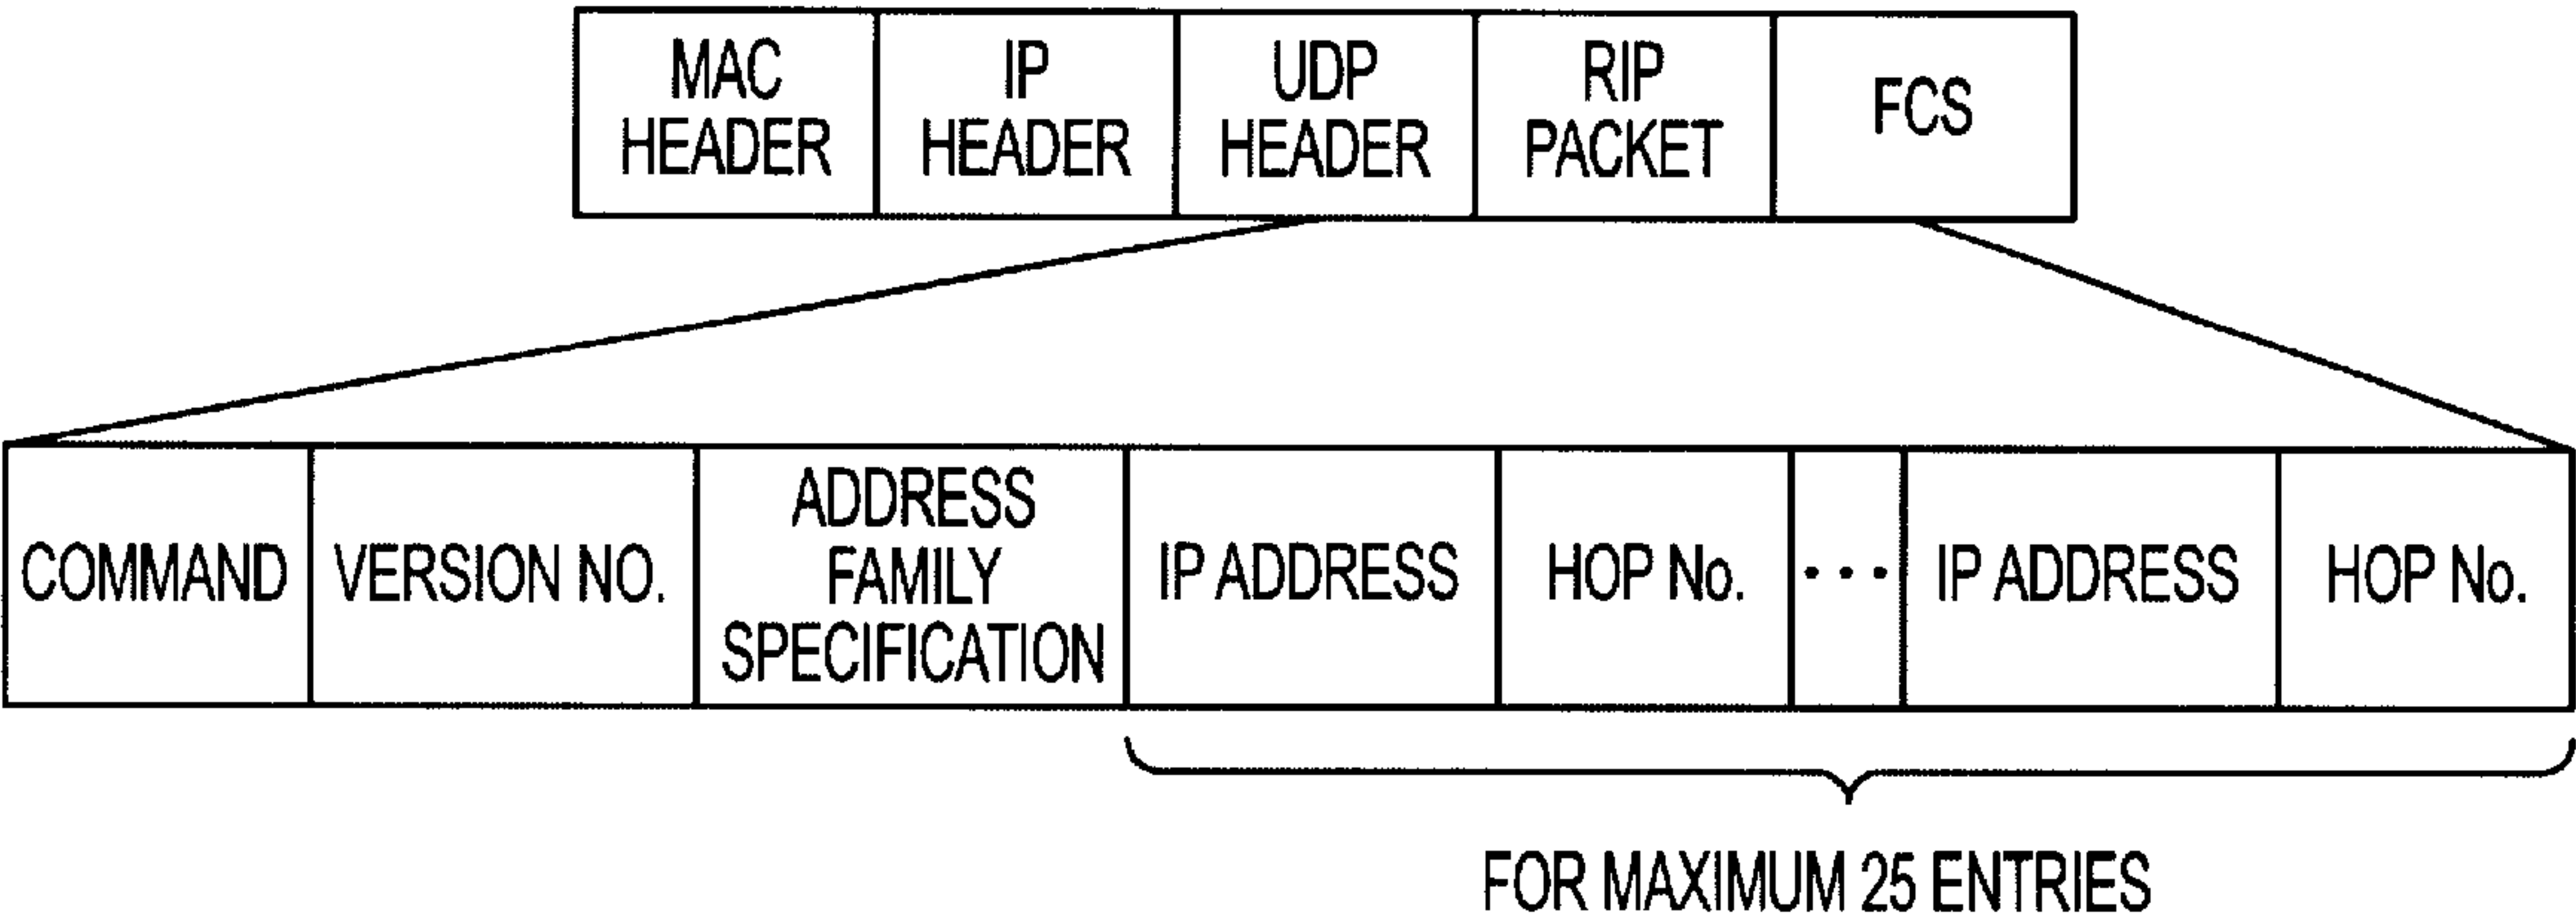 MAC
HEADER
IP
HEADER
UDP
HEADER
RIP
PACKET
FCS
COMMAND
VERSION NO.
ADDRESS
FAMILY
SPECIFICATION
IP ADDRESS
HOP No.
···
IP ADDRESS
HOP No.
FOR MAXIMUM 25 ENTRIES